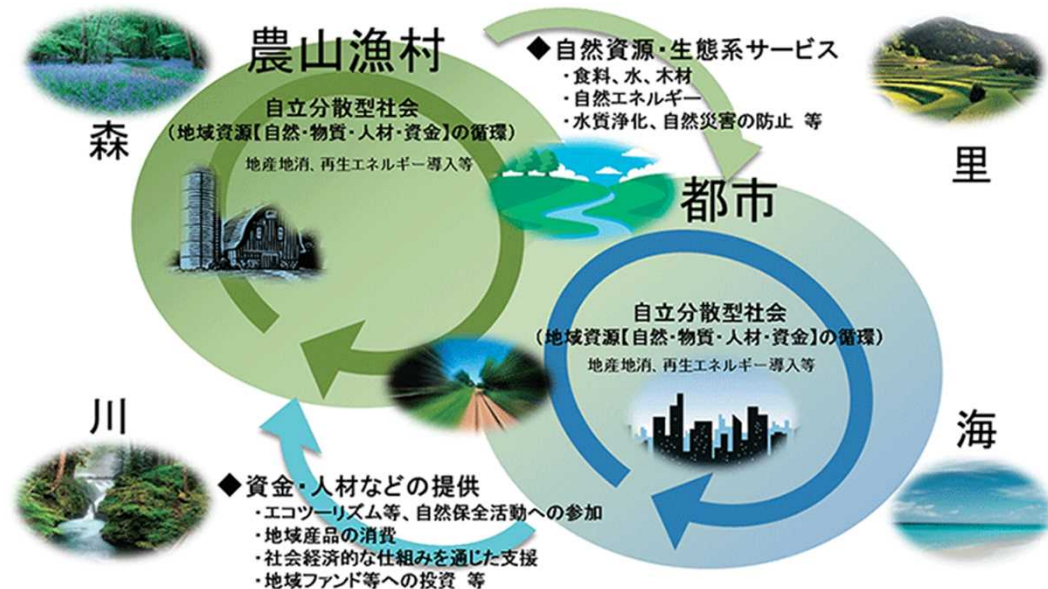 農山漁村
◆自然資源・生態系サービス
・食料、水、木材
・自然エネルギー
・水質浄化、自然災害の防止 等
森
里
自立分散型社会
(地域資源【自然・物質・人材・資金】の循環)
地産地消、再生エネルギー導入等
都市
自立分散型社会
(地域資源【自然・物質・人材・資金】の循環)
地産地消、再生エネルギー導入等
川
海
◆資金・人材などの提供
・エコツーリズム等、自然保全活動への参加
・地域産品の消費
・社会経済的な仕組みを通じた支援
・地域ファンド等への投資 等